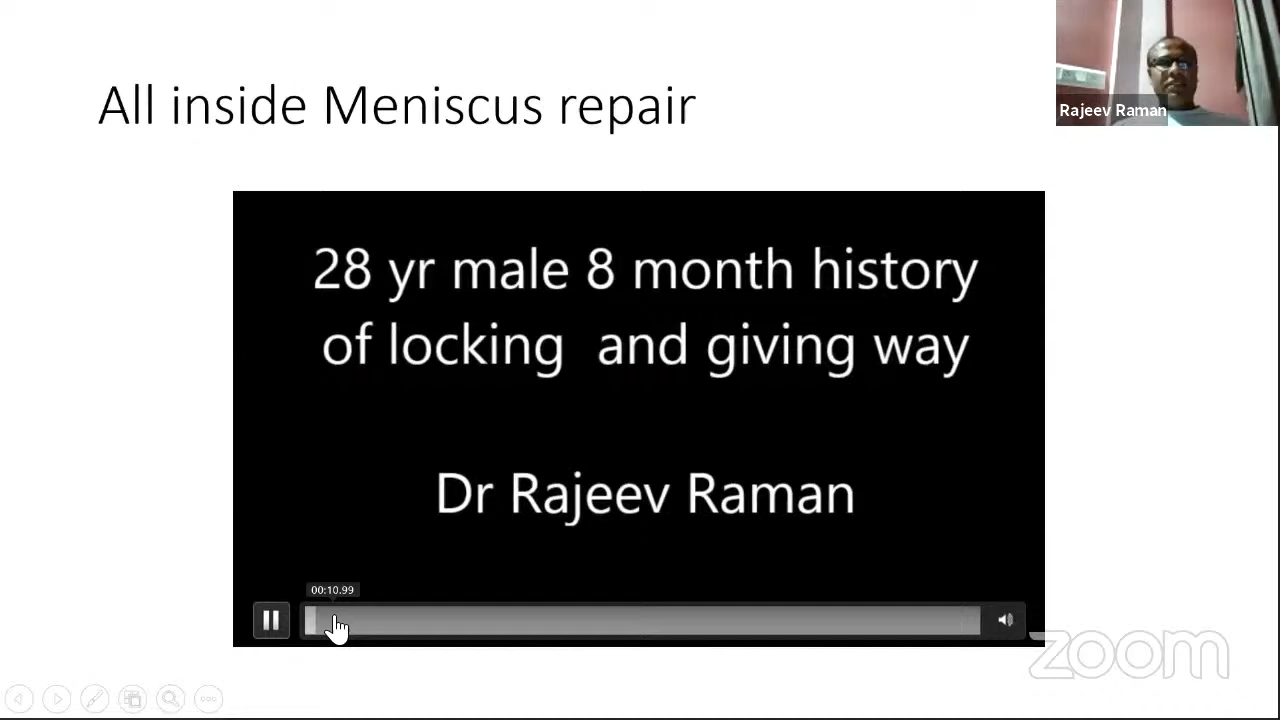 All inside Meniscus repair
Rajeev Raman
28 yr male 8 month history
of locking and giving way
Dr Rajeev Raman
00:10.99
zoom